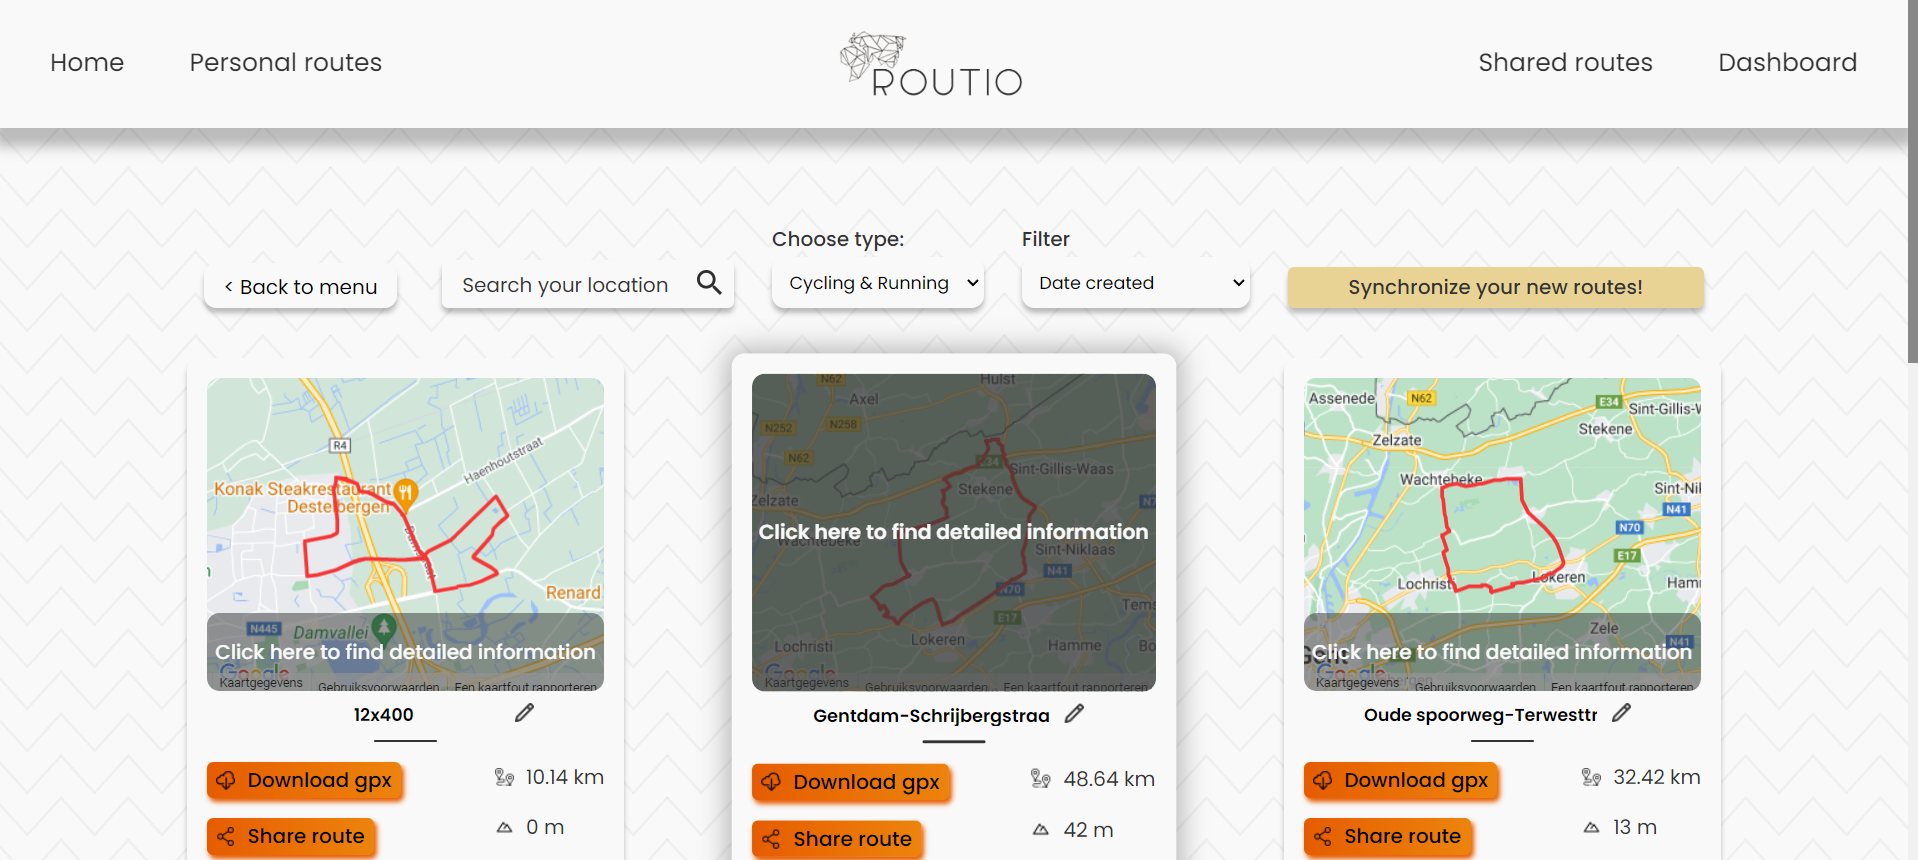 Home
Personal routes
ROUTIO
Shared routes
Dashboard
Choose type:
Filter
< Back to menu
Search your location
Cycling & Running
Date created
Synchronize your new routes!
R4
Haenhoutstraat
Konak Steakrestaurant
Destelbergen
Renard
N445
Damvallei
Click here to find detailed information
Google
Kaartgegevens
Gebruiksvoorwaarden
Een kaartfout rapporteren
12x400
Download gpx
10.14 km
Share route
0 m
N62
Hulst
Axel
N252
N258
N62
E34
Sint-Gillis-Waas
Zelzate
Stekene
Click here to find detailed information
Wachtebeke
Sint-Niklaas
N41
N70
E17
Tems
Lokeren
Lochristi
Hamme
Bo
Google
Kaartgegevens
Gebruiksvoorwaarden
Een kaartfout rapporteren
Gentdam-Schrijbergstraa
Download gpx
48.64 km
Share route
42 m
Assenede
N62
E34
Sint-Gillis-W
Stekene
Zelzate
Wachtebeke
Sint-Nik
N41
N70
E17
Lochristi
Lokeren
Ham
Zele
N41
Click here to find detailed information
Gent
Google
Kaartgegevens
Gebruiksvoorwaarden
Een kaartfout rapporteren
Oude spoorweg-Terwesttr
Download gpx
32.42 km
Share route
13 m